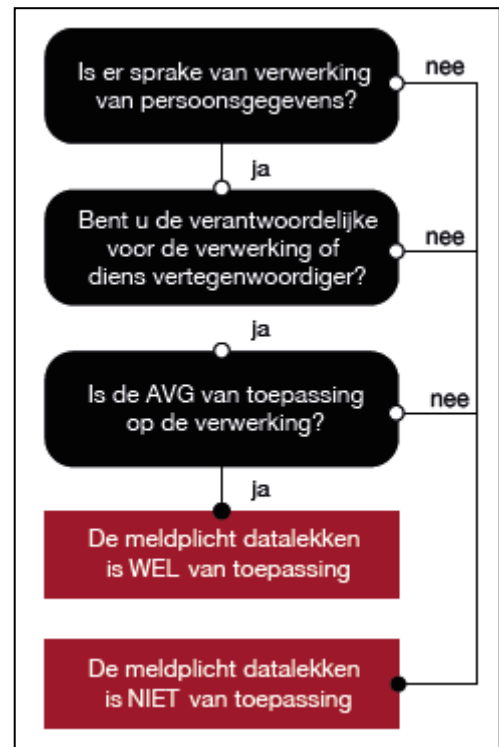 Is er sprake van verwerking
van persoonsgegevens?
nee
ja
Bent u de verantwoordelijke
voor de verwerking of
diens vertegenwoordiger?
nee
ja
Is de AVG van toepassing
op de verwerking?
nee
ja
De meldplicht datalekken
is WEL van toepassing
De meldplicht datalekken
is NIET van toepassing